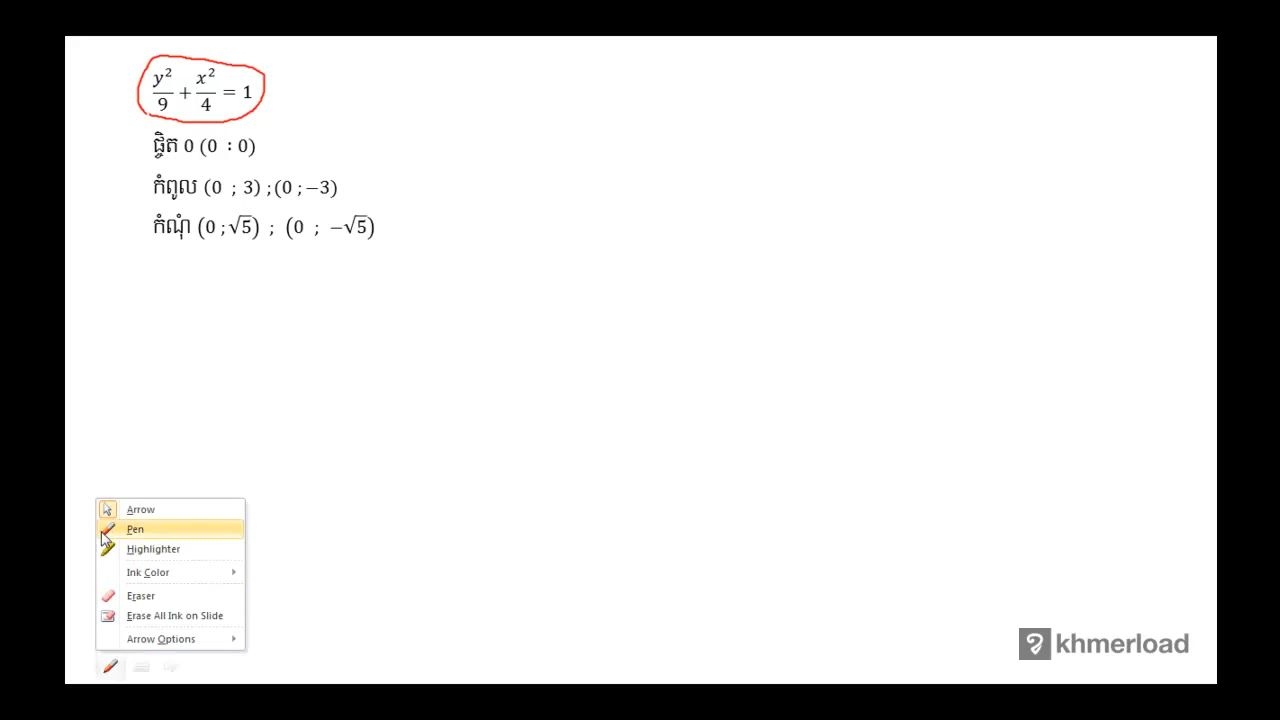 y²/9 + x²/4 = 1
ផ្ចិត 0 (0 : 0)
កំពូល (0 ; 3) ;(0 ; −3)
កំណុំ (0 ; √5) ; (0 ; −√5)
Arrow
Pen
Highlighter
Ink Color
Eraser
Erase All Ink on Slide
Arrow Options
khmerload